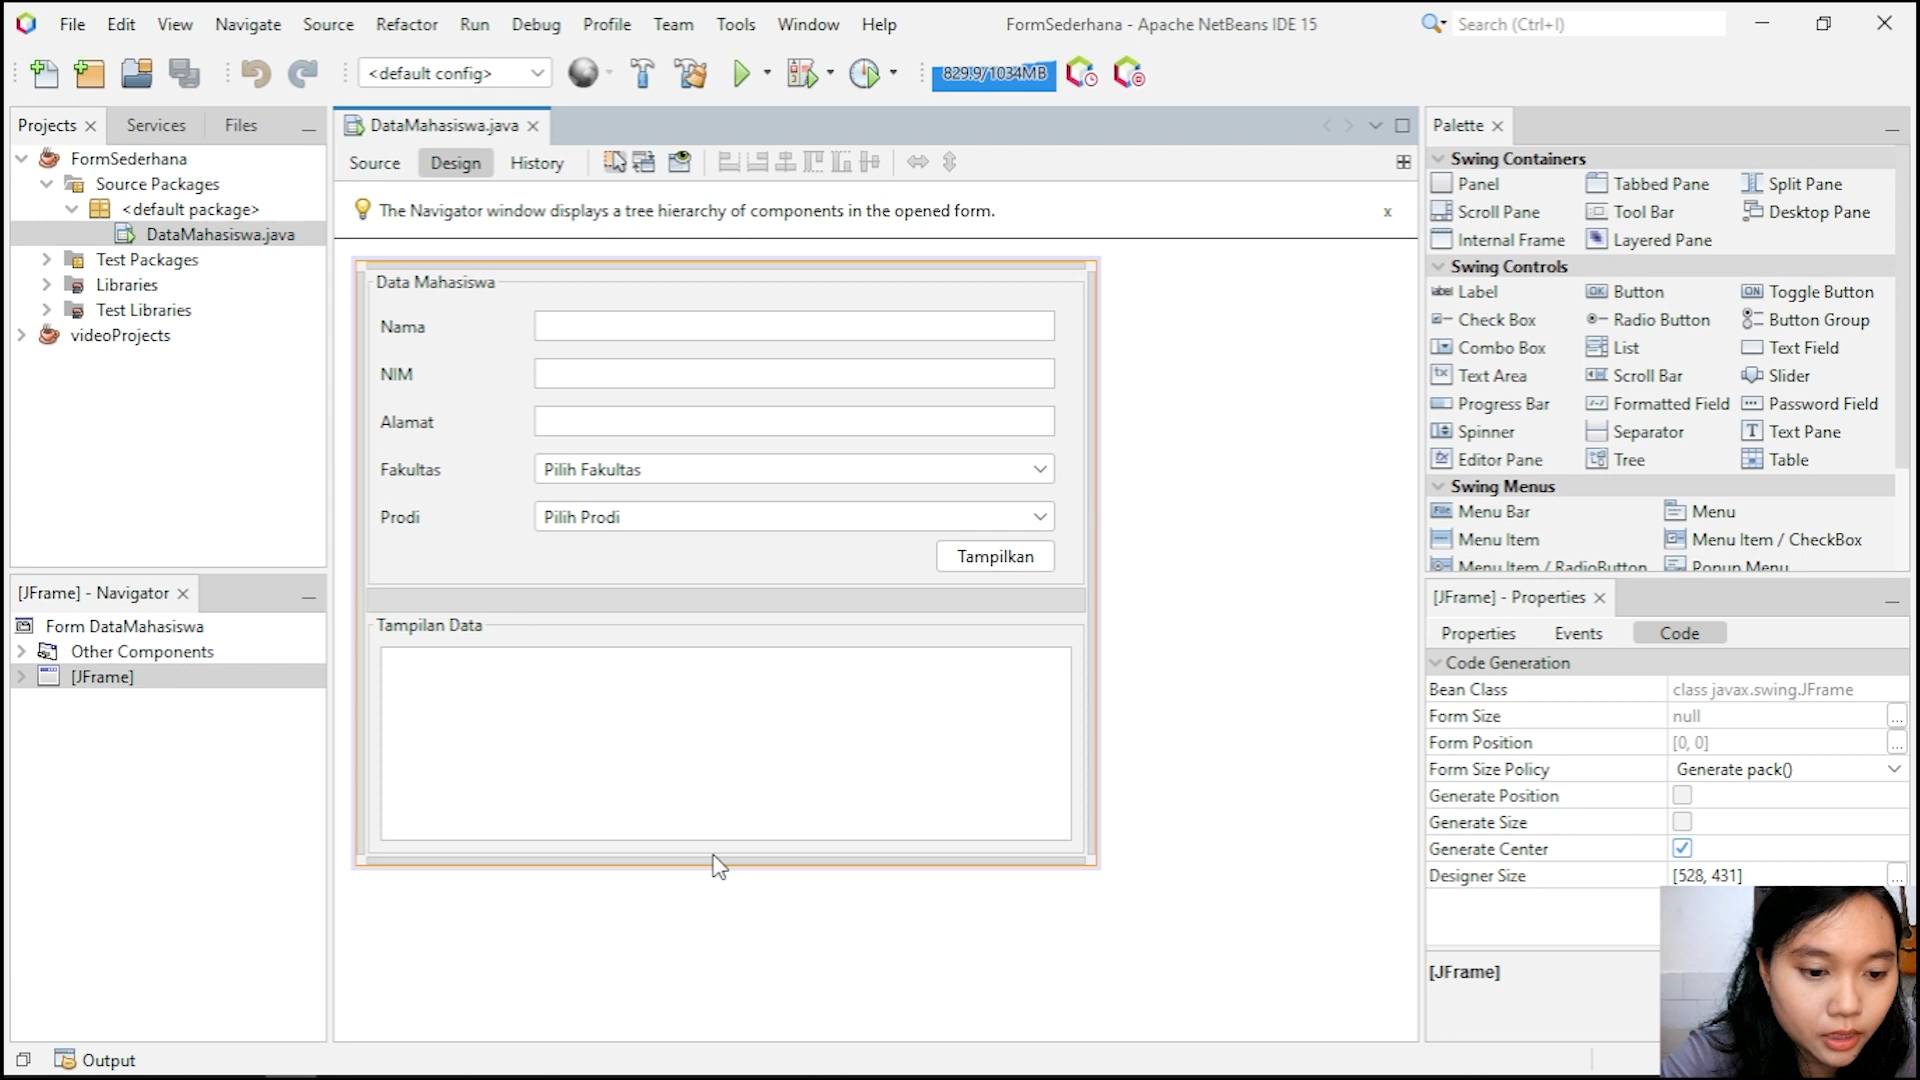 File Edit View Navigate Source Refactor Run Debug Profile Team Tools Window Help
FormSederhana - Apache NetBeans IDE 15
Search (Ctrl+I)
<default config>
829.9/1034MB
Projects Services Files
FormSederhana
Source Packages
<default package>
DataMahasiswa.java
Test Packages
Libraries
Test Libraries
videoProjects
[JFrame] - Navigator
Form DataMahasiswa
Other Components
[JFrame]
Output
DataMahasiswa.java
Source Design History
The Navigator window displays a tree hierarchy of components in the opened form.
x
Data Mahasiswa
Nama
NIM
Alamat
Fakultas Pilih Fakultas
Prodi Pilih Prodi
Tampilkan
Tampilan Data
Palette
Swing Containers
Panel Tabbed Pane Split Pane
Scroll Pane Tool Bar Desktop Pane
Internal Frame Layered Pane
Swing Controls
label Label OK Button ON Toggle Button
Check Box Radio Button Button Group
Combo Box List Text Field
Text Area Scroll Bar Slider
Progress Bar Formatted Field Password Field
Spinner Separator Text Pane
Editor Pane Tree Table
Swing Menus
File Menu Bar Menu
Menu Item Menu Item / CheckBox
Menu Item / RadioButton Popup Menu
[JFrame] - Properties
Properties Events Code
Code Generation
Bean Class class javax.swing.JFrame
Form Size null ...
Form Position [0, 0] ...
Form Size Policy Generate pack()
Generate Position
Generate Size
Generate Center
Designer Size [528, 431] ...
[JFrame]